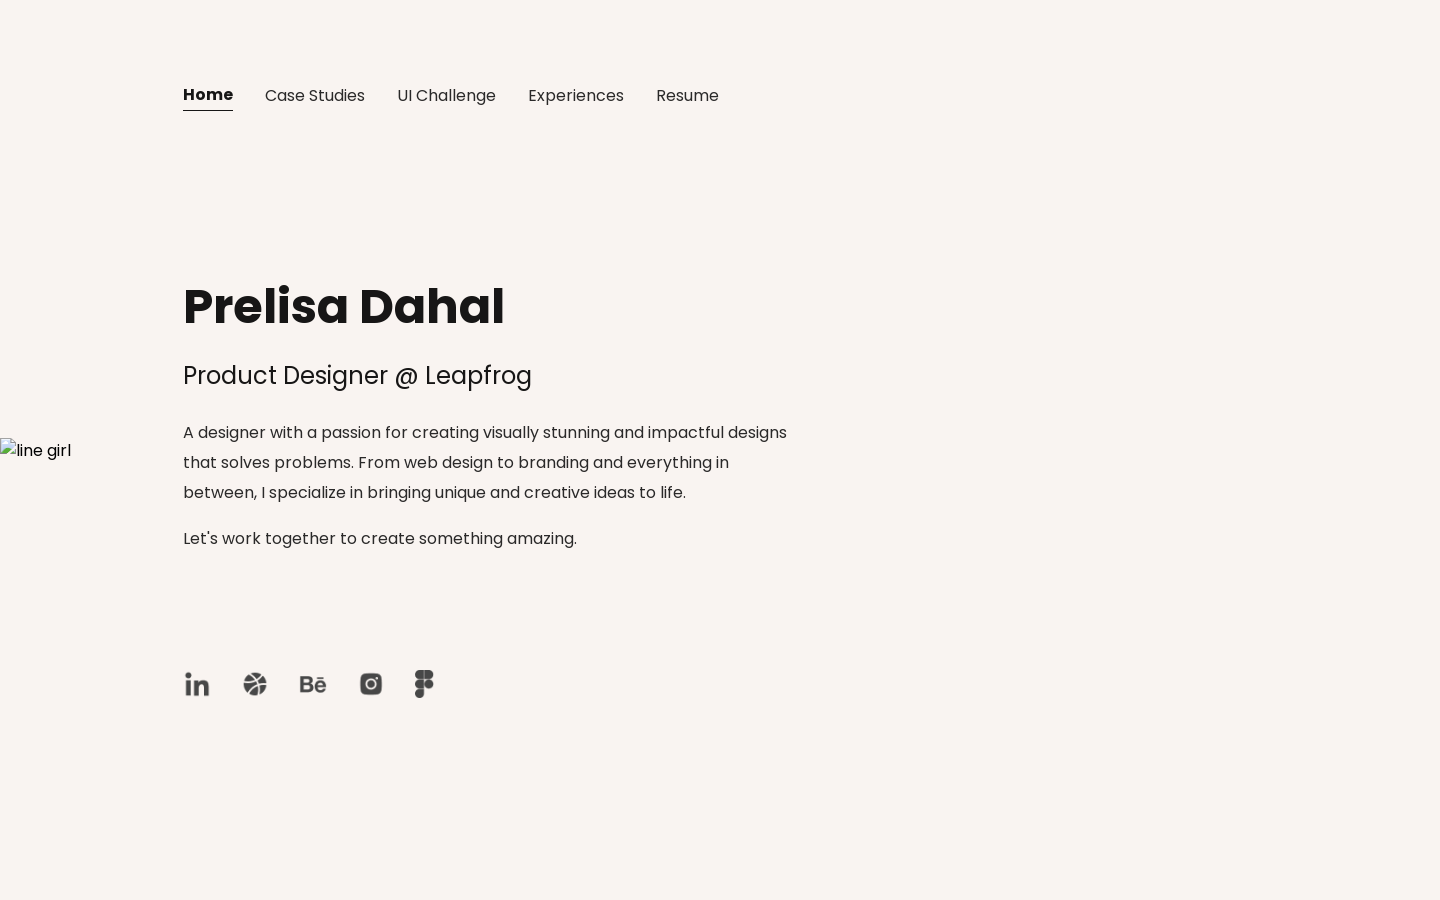 Home
Case Studies
UI Challenge
Experiences
Resume
Prelisa Dahal
Product Designer @ Leapfrog
A designer with a passion for creating visually stunning and impactful designs
that solves problems. From web design to branding and everything in
between, I specialize in bringing unique and creative ideas to life.
line girl
Let's work together to create something amazing.
in
Bē